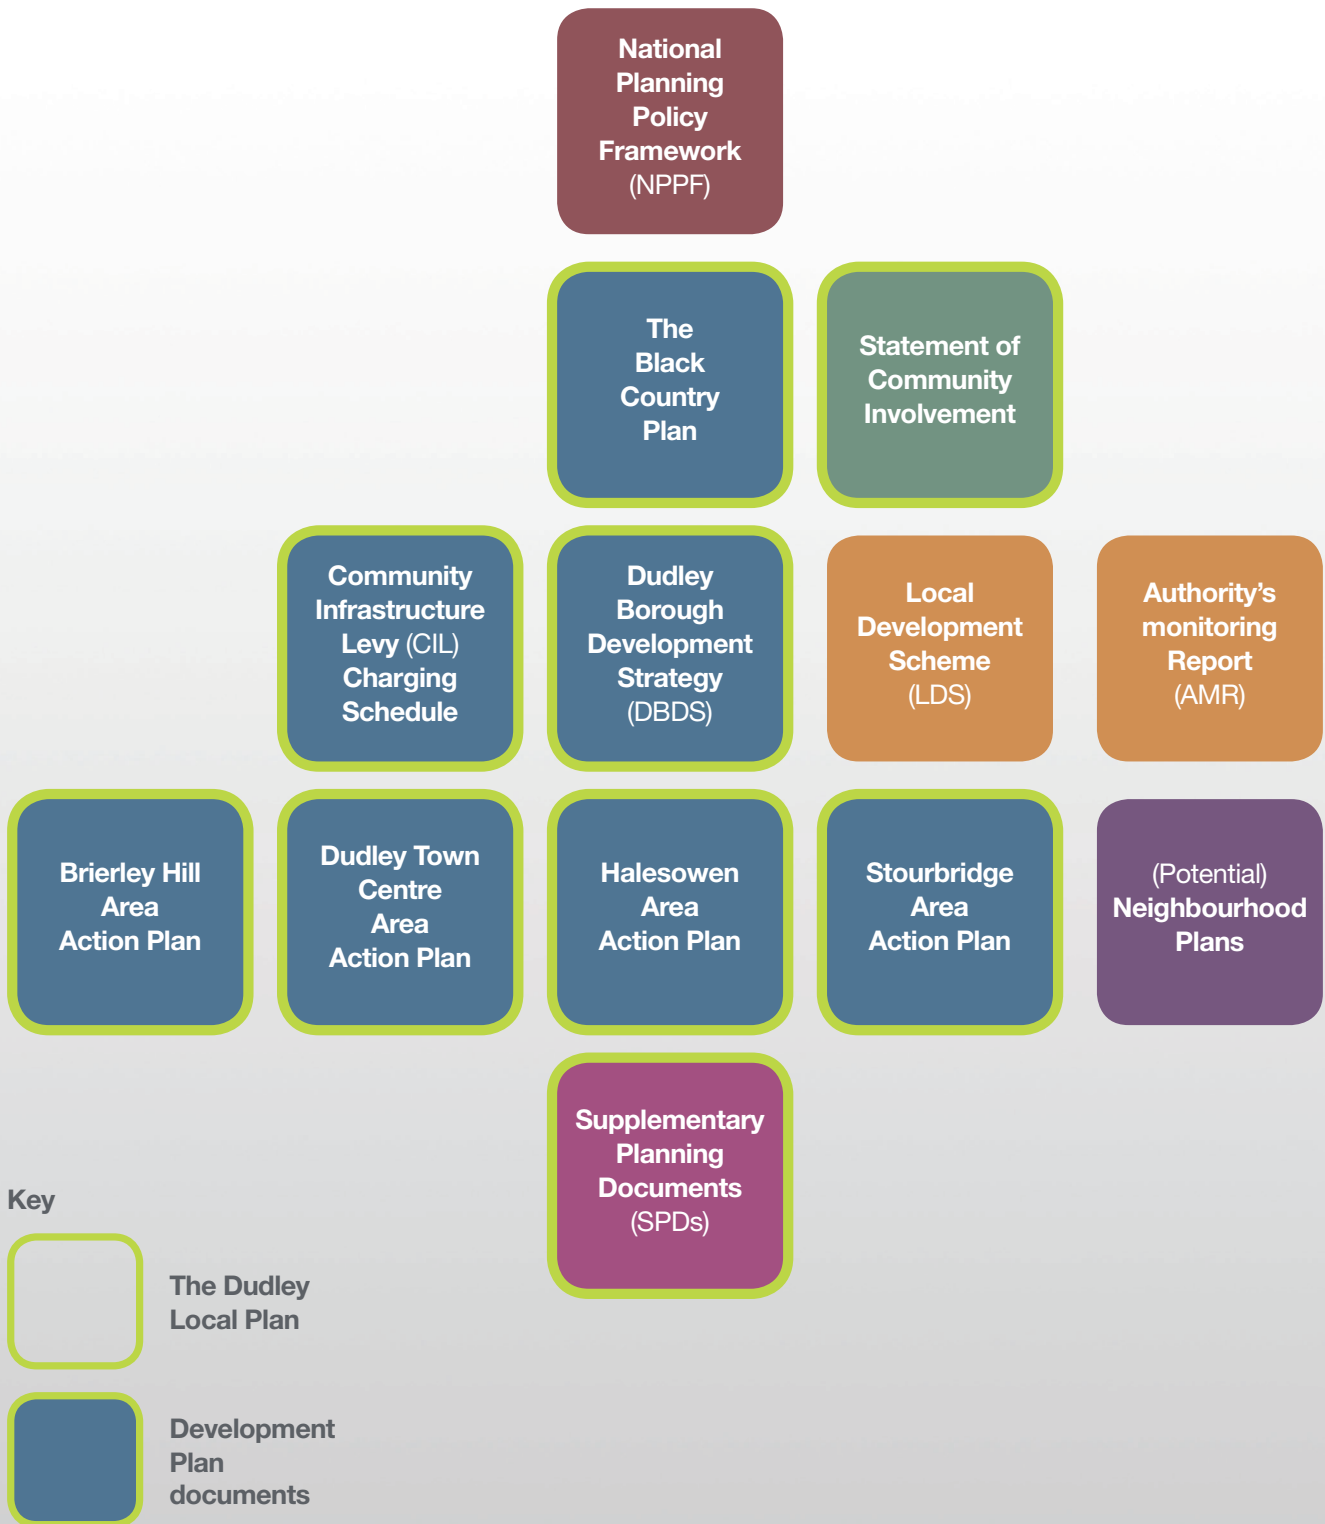 National
Planning
Policy
Framework
(NPPF)
The
Black
Country
Plan
Statement of
Community
Involvement
Community
Infrastructure
Levy (CIL)
Charging
Schedule
Dudley
Borough
Development
Strategy
(DBDS)
Local
Development
Scheme
(LDS)
Authority's
monitoring
Report
(AMR)
Brierley Hill
Area
Action Plan
Dudley Town
Centre
Area
Action Plan
Halesowen
Area
Action Plan
Stourbridge
Area
Action Plan
(Potential)
Neighbourhood
Plans
Supplementary
Planning
Documents
(SPDs)
Key
The Dudley
Local Plan
Development
Plan
documents